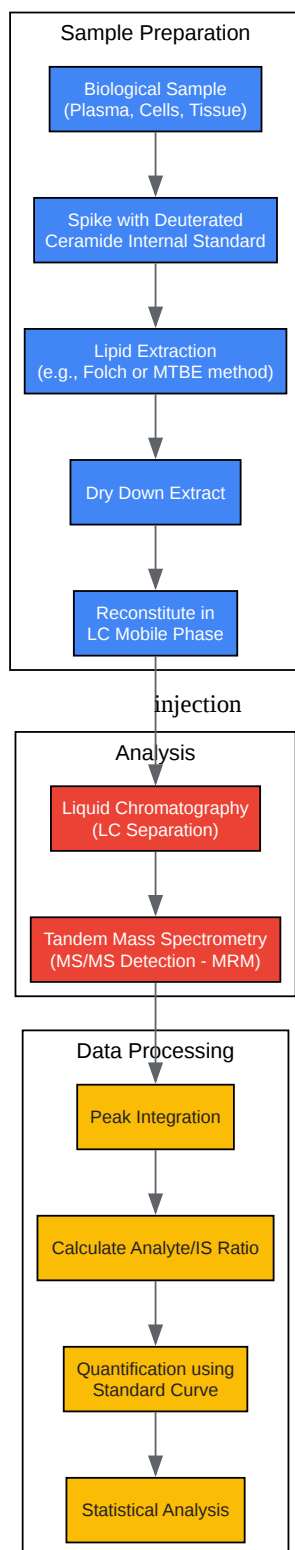 Sample Preparation
Biological Sample
(Plasma, Cells, Tissue)
Spike with Deuterated
Ceramide Internal Standard
Lipid Extraction
(e.g., Folch or MTBE method)
Dry Down Extract
Reconstitute in
LC Mobile Phase
injection
Analysis
Liquid Chromatography
(LC Separation)
Tandem Mass Spectrometry
(MS/MS Detection - MRM)
Data Processing
Peak Integration
Calculate Analyte/IS Ratio
Quantification using
Standard Curve
Statistical Analysis